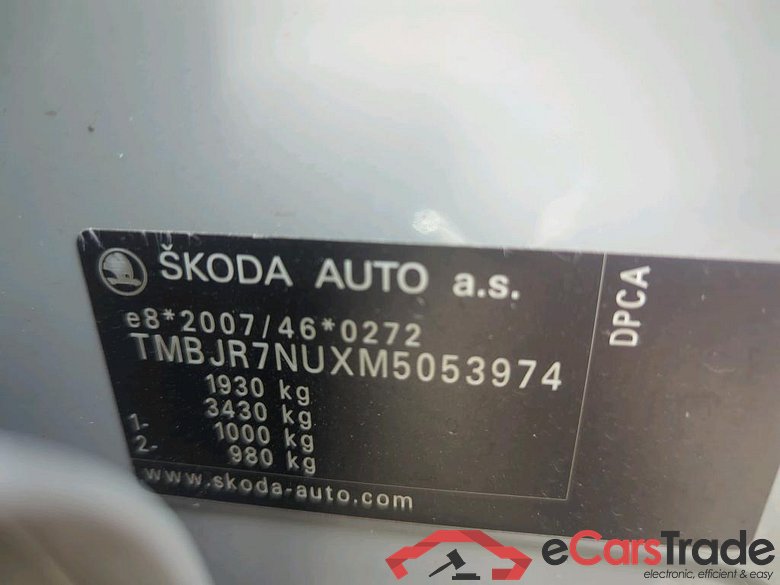 ŠKODA AUTO a.s.
e8*2007/46*0272
TMBJR7NUXM5053974
1930 kg
3430 kg
1- 1000 kg
2- 980 kg
www.skoda-auto.com
DPCA
eCarsTrade
electronic, efficient & easy